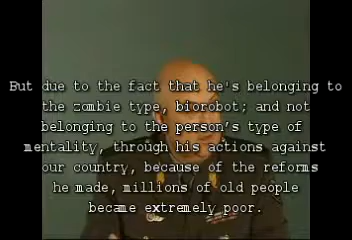 But due to the fact that he's belonging to
the zombie type, biorobot; and not
belonging to the person's type of
mentality, through his actions against
our country, because of the reforms
he made, millions of old people
became extremely poor.